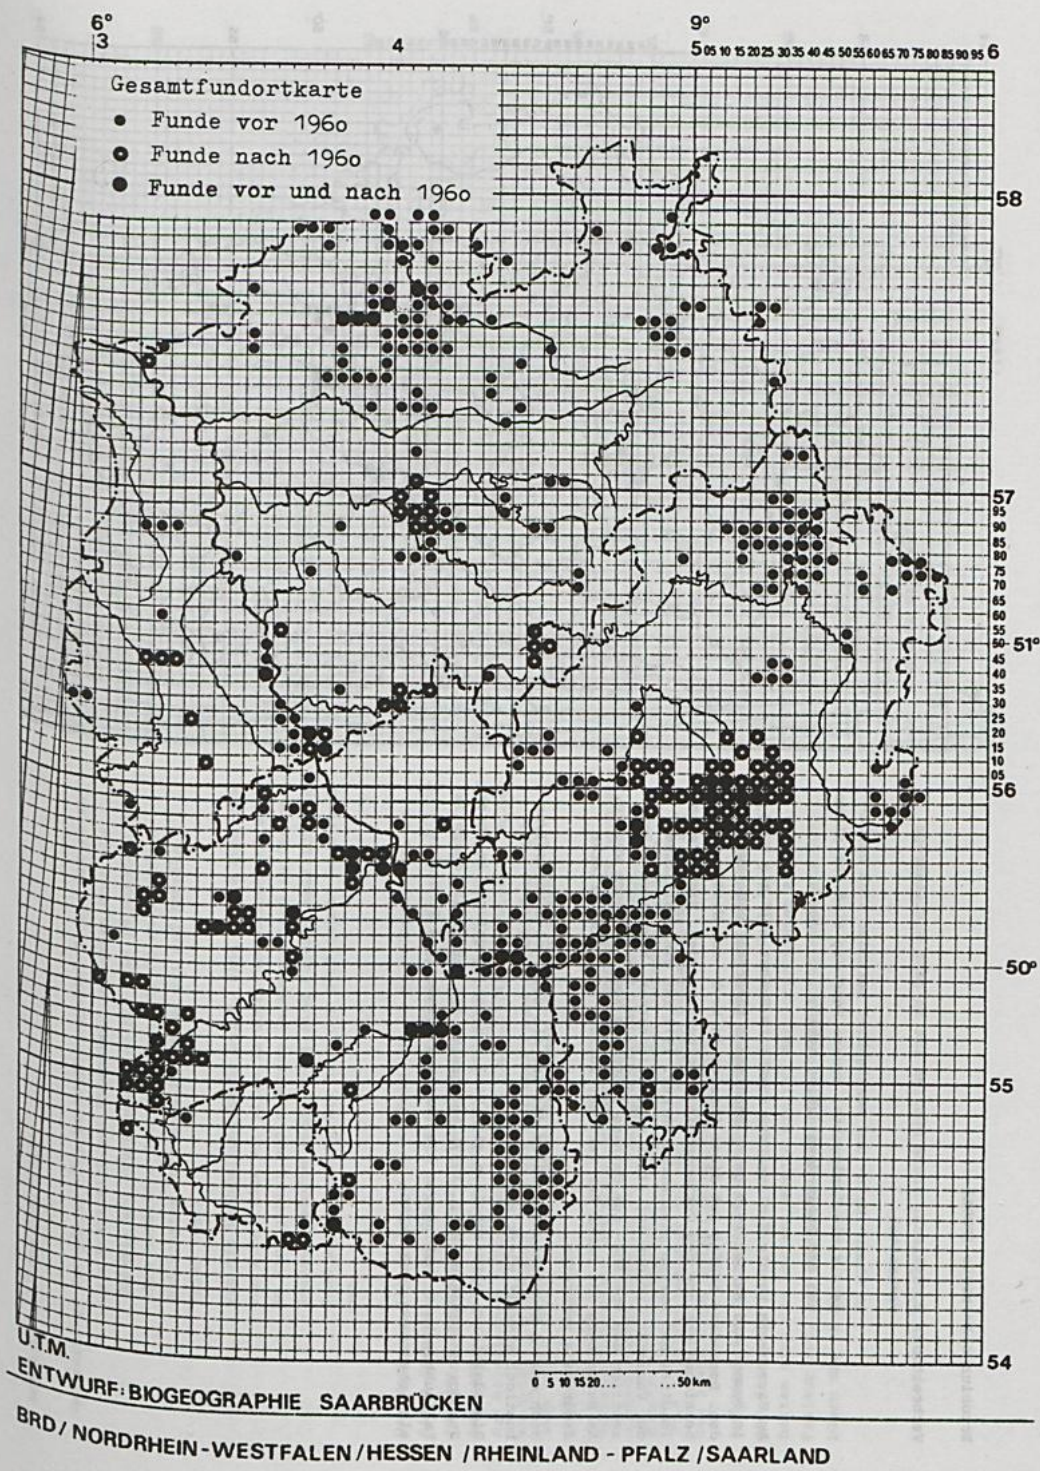 6° 9°
3 4 5 05 10 15 20 25 30 35 40 45 50 55 60 65 70 75 80 85 90 95 6
Gesamtfundortkarte
Funde vor 196o
Funde nach 196o
Funde vor und nach 196o
58
57
95
90
85
80
75
70
65
60
55
50 51°
45
40
35
30
25
20
15
10
05
56
50°
55
54
U.T.M.
0 5 10 15 20... ...50 km
ENTWURF: BIOGEOGRAPHIE SAARBRÜCKEN
BRD / NORDRHEIN - WESTFALEN / HESSEN / RHEINLAND - PFALZ / SAARLAND